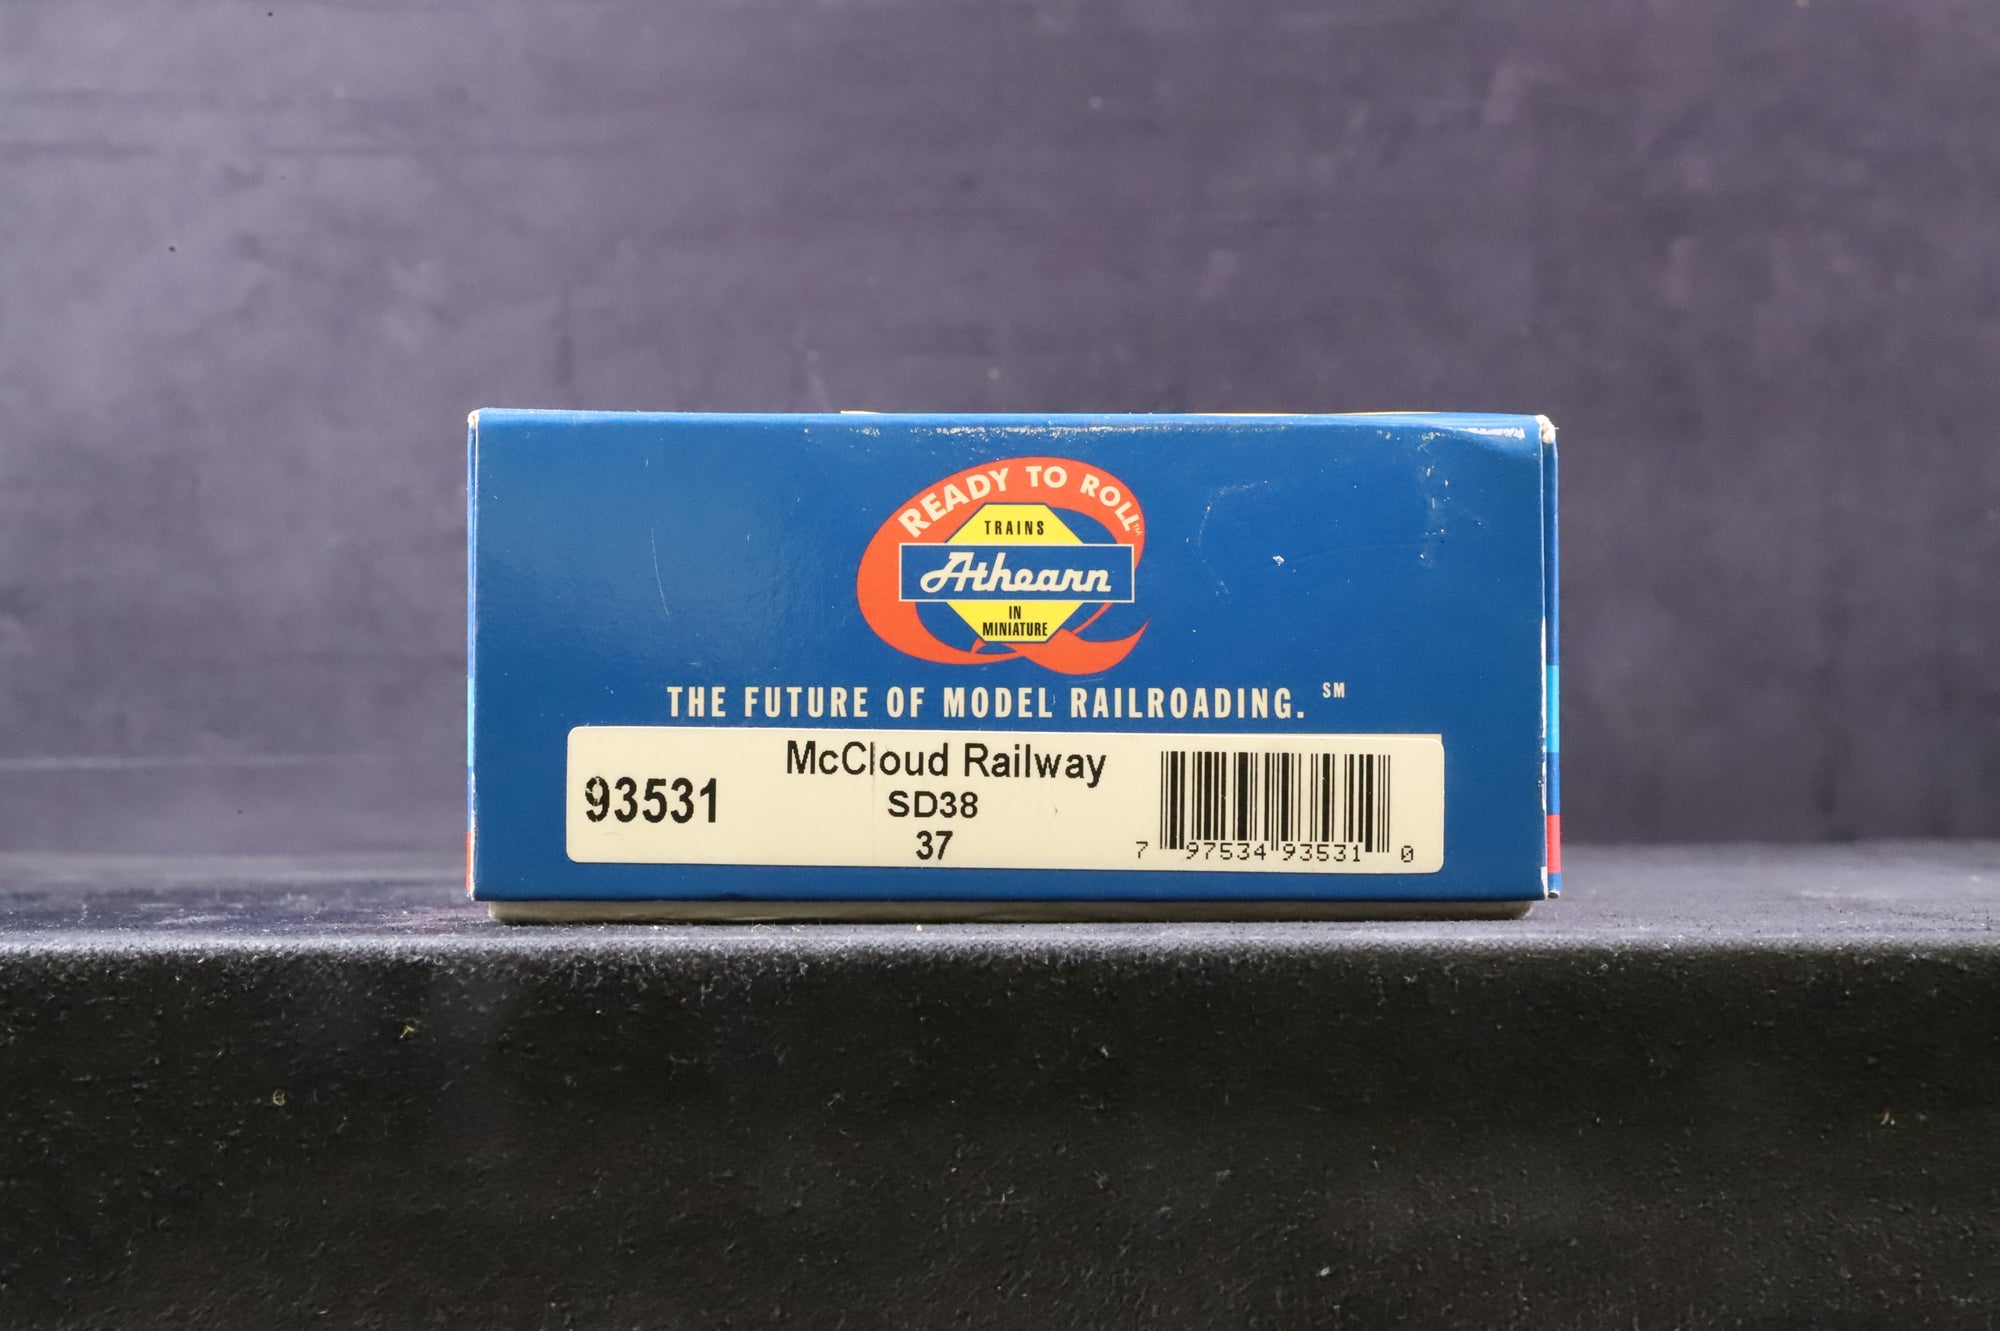 READY TO ROLL™
TRAINS
Athearn
IN
MINIATURE
THE FUTURE OF MODEL RAILROADING. SM
McCloud Railway
93531
SD38
37
7 97534 93531 0